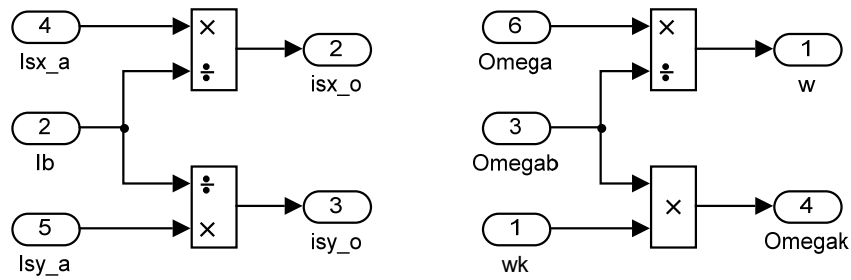 4
Isx_a
×
÷
2
isx_o
2
Ib
÷
×
3
isy_o
5
Isy_a
6
Omega
×
÷
1
w
3
Omegab
×
4
Omegak
1
wk